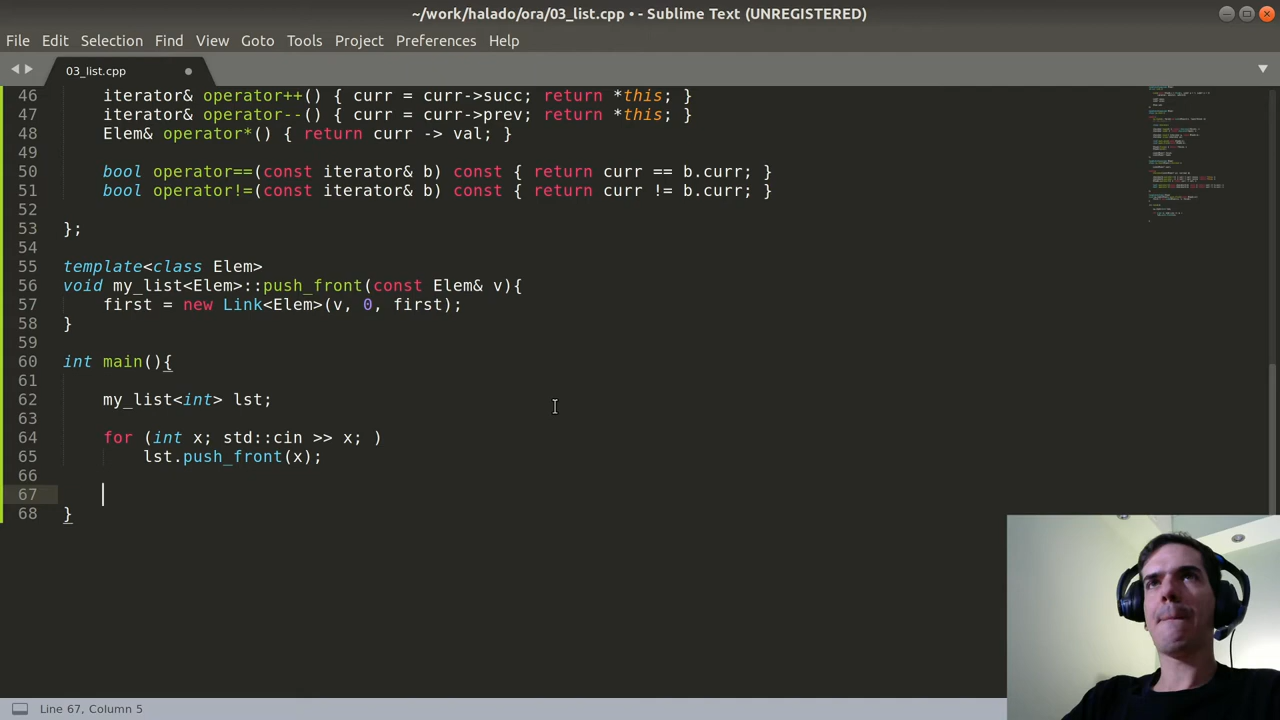 ~/work/halado/ora/03_list.cpp • - Sublime Text (UNREGISTERED)
File Edit Selection Find View Goto Tools Project Preferences Help
03_list.cpp
46 iterator& operator++() { curr = curr->succ; return *this; }
47 iterator& operator--() { curr = curr->prev; return *this; }
48 Elem& operator*() { return curr -> val; }
49
50 bool operator==(const iterator& b) const { return curr == b.curr; }
51 bool operator!=(const iterator& b) const { return curr != b.curr; }
52
53 };
54
55 template<class Elem>
56 void my_list<Elem>::push_front(const Elem& v){
57 first = new Link<Elem>(v, 0, first);
58 }
59
60 int main(){
61
62 my_list<int> lst;
63
64 for (int x; std::cin >> x; )
65 lst.push_front(x);
66
67
68 }
Line 67, Column 5